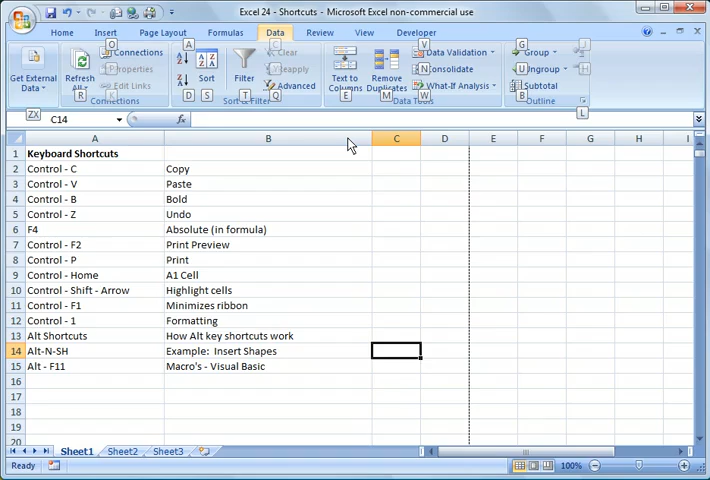 Excel 24 - Shortcuts - Microsoft Excel non-commercial use
Home Insert Page Layout Formulas Data Review View Developer
O A C V G H
Connections Clear Data Validation Group
Properties Reapply Consolidate Ungroup
P Y N U J
Edit Links Advanced What-If Analysis Subtotal
K Q W B
Get External Data
Refresh All
Sort
Filter
Text to Columns
Remove Duplicates
R D S T E M L
ZX
Connections Sort & Filter Data Tools Outline
C14 fx
A B C D E F G H I
1 Keyboard Shortcuts
2 Control - C Copy
3 Control - V Paste
4 Control - B Bold
5 Control - Z Undo
6 F4 Absolute (in formula)
7 Control - F2 Print Preview
8 Control - P Print
9 Control - Home A1 Cell
10 Control - Shift - Arrow Highlight cells
11 Control - F1 Minimizes ribbon
12 Control - 1 Formatting
13 Alt Shortcuts How Alt key shortcuts work
14 Alt-N-SH Example: Insert Shapes
15 Alt - F11 Macro's - Visual Basic
16
17
18
19
20
Sheet1 Sheet2 Sheet3
Ready 100%